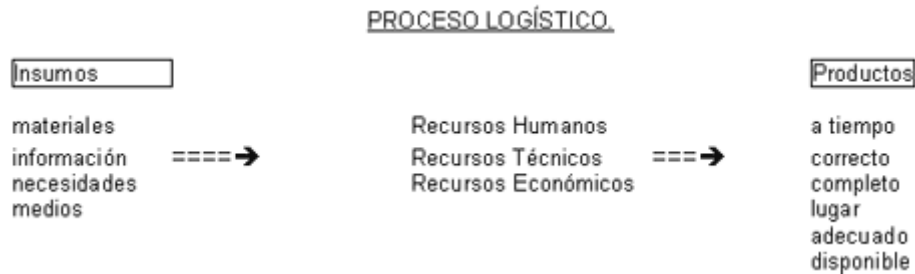 PROCESO LOGÍSTICO.
Insumos
Productos
materiales
Recursos Humanos
a tiempo
información ====➔ Recursos Técnicos ===➔ correcto
necesidades
Recursos Económicos
completo
medios
lugar
adecuado
disponible